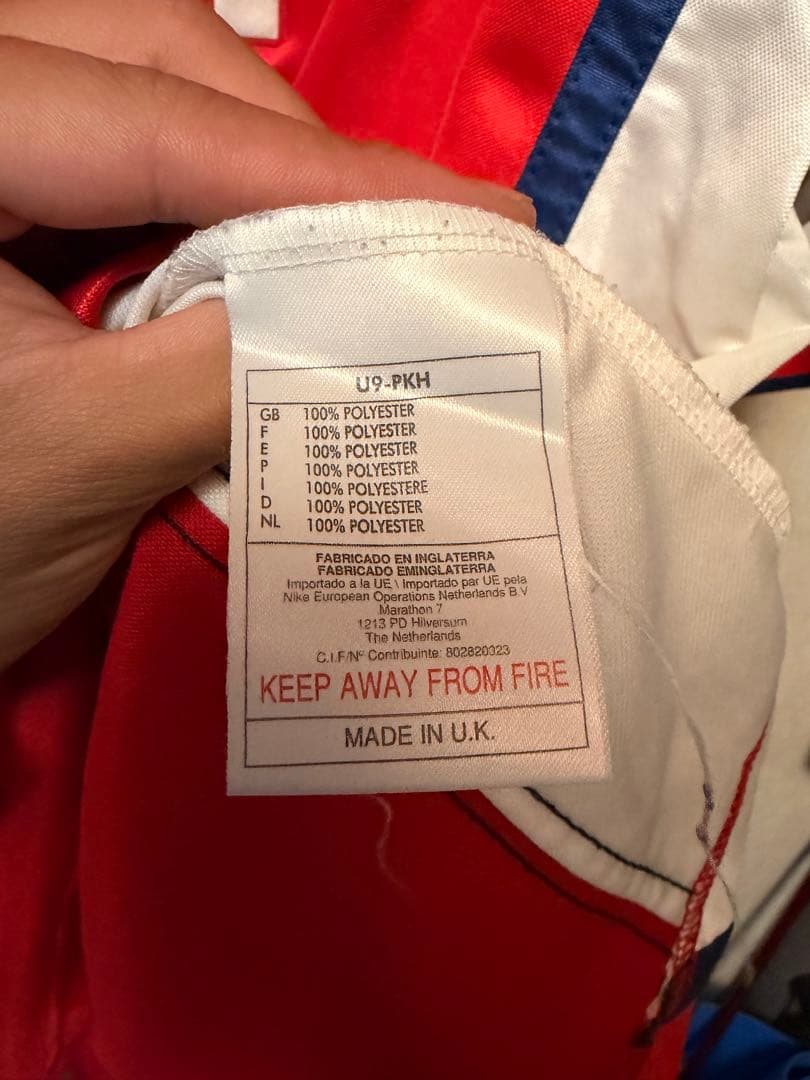 U9-PKH
GB 100% POLYESTER
F 100% POLYESTER
E 100% POLYESTER
P 100% POLYESTER
I 100% POLYESTERE
D 100% POLYESTER
NL 100% POLYESTER
FABRICADO EN INGLATERRA
FABRICADO EMINGLATERRA
Importado a la UE \ Importado par UE pela
Nike European Operations Netherlands B.V
Marathon 7
1213 PD Hilversum
The Netherlands
C.I.F/Nº Contribuinte: 802820323
KEEP AWAY FROM FIRE
MADE IN U.K.